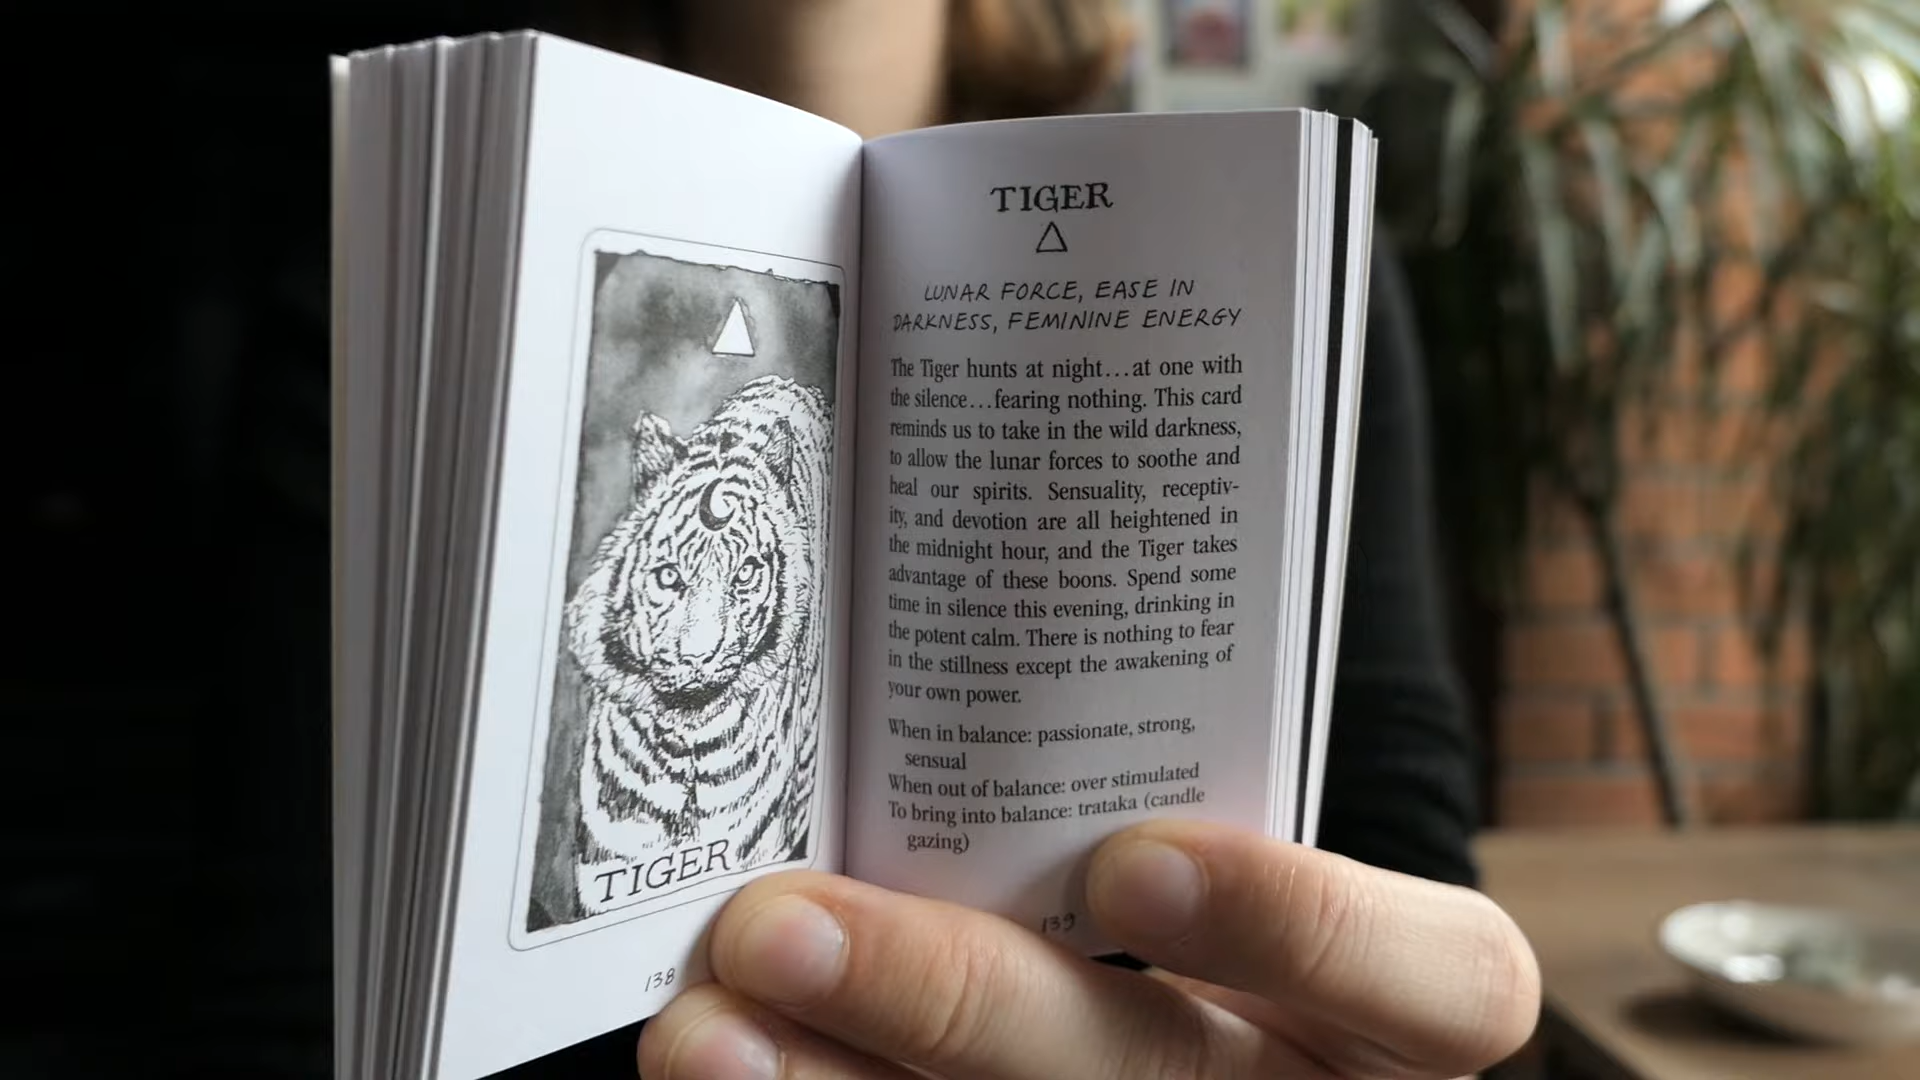 TIGER
138
TIGER
LUNAR FORCE, EASE IN
DARKNESS, FEMININE ENERGY
The Tiger hunts at night...at one with
the silence...fearing nothing. This card
reminds us to take in the wild darkness,
to allow the lunar forces to soothe and
heal our spirits. Sensuality, receptiv-
ity, and devotion are all heightened in
the midnight hour, and the Tiger takes
advantage of these boons. Spend some
time in silence this evening, drinking in
the potent calm. There is nothing to fear
in the stillness except the awakening of
your own power.
When in balance: passionate, strong,
sensual
When out of balance: over stimulated
To bring into balance: trataka (candle
gazing)
139